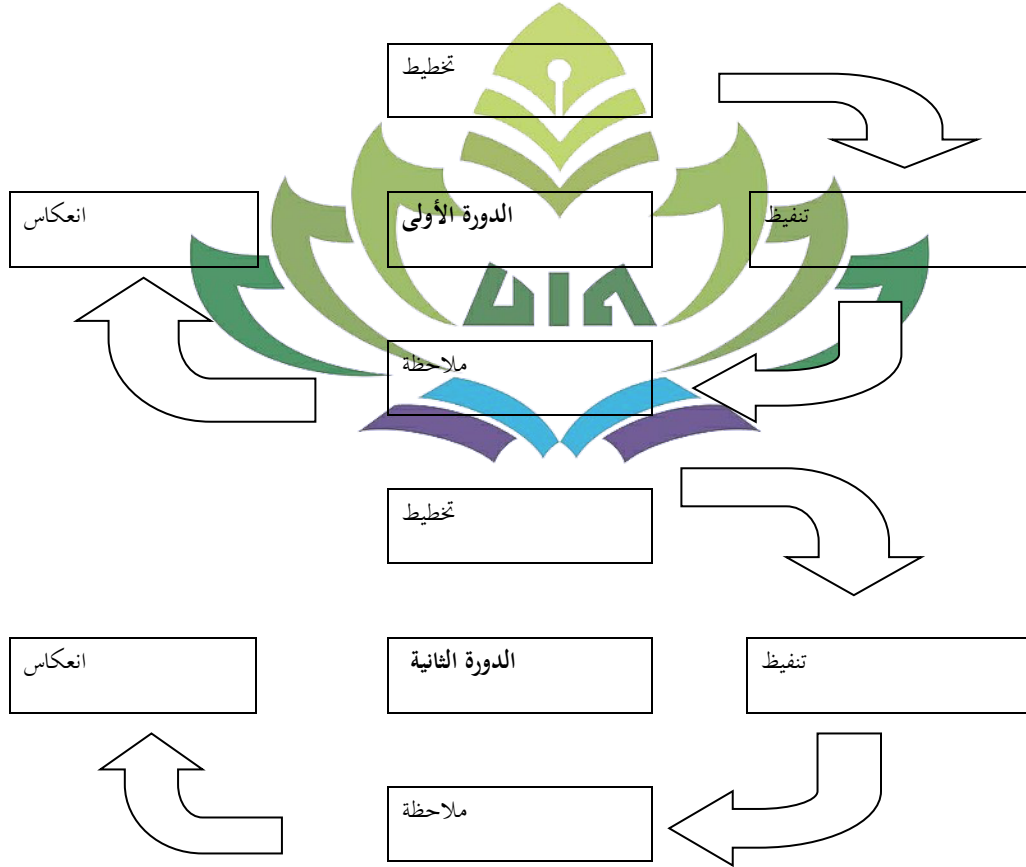 تخطيط
تنفيظ
الدورة الأولى
انعكاس
ملاحظة
تخطيط
تنفيظ
الدورة الثانية
انعكاس
ملاحظة